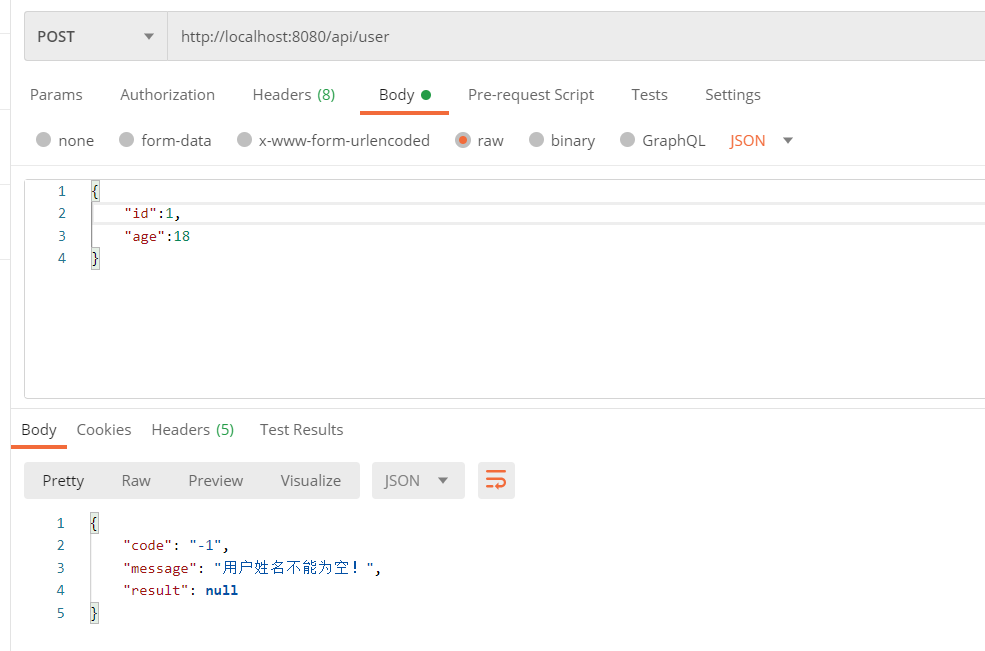 POST http://localhost:8080/api/user
Params Authorization Headers (8) Body Pre-request Script Tests Settings
none form-data x-www-form-urlencoded raw binary GraphQL JSON
1 {
2 "id":1,
3 "age":18
4 }
Body Cookies Headers (5) Test Results
Pretty Raw Preview Visualize JSON
1 {
2 "code": "-1",
3 "message": "用户姓名不能为空！",
4 "result": null
5 }